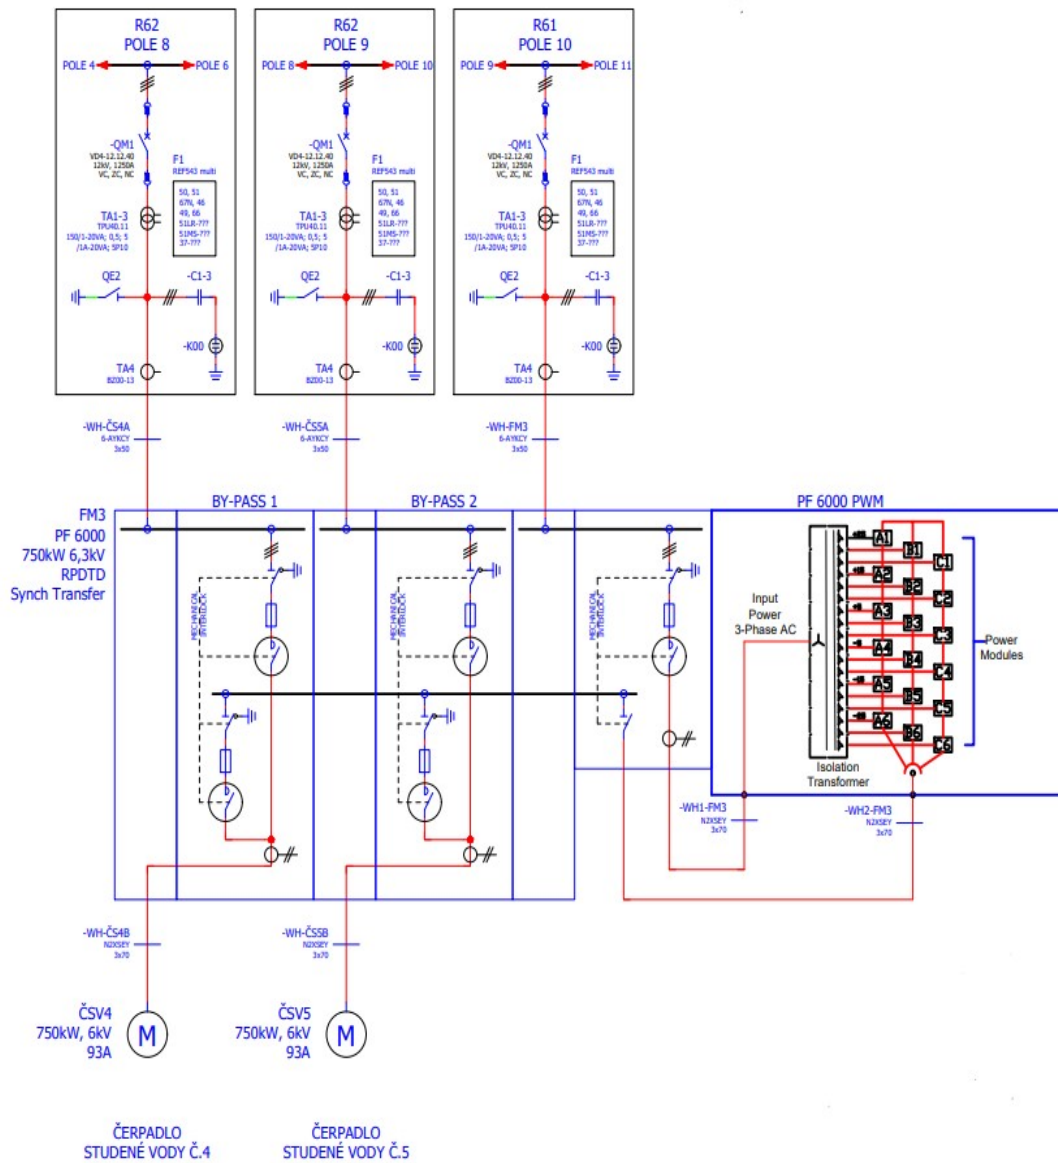 R62
POLE 8
POLE 4
POLE 6
-QM1
VD4-12.12.40
12kV, 1250A
VC, ZC, NC
F1
REF543 multi
50, 51
67N, 46
49, 66
51LR-???
51MS-???
37-???
TA1-3
TPU40.11
150/1-20VA; 0,5; 5
/1A-20VA; 5P10
QE2
-C1-3
-K00
TA4
BZ00-13
-WH-ČS4A
6-AYKCY
3x50
R62
POLE 9
POLE 8
POLE 10
-QM1
VD4-12.12.40
12kV, 1250A
VC, ZC, NC
F1
REF543 multi
50, 51
67N, 46
49, 66
51LR-???
51MS-???
37-???
TA1-3
TPU40.11
150/1-20VA; 0,5; 5
/1A-20VA; 5P10
QE2
-C1-3
-K00
TA4
BZ00-13
-WH-ČS5A
6-AYKCY
3x50
R61
POLE 10
POLE 9
POLE 11
-QM1
VD4-12.12.40
12kV, 1250A
VC, ZC, NC
F1
REF543 multi
50, 51
67N, 46
49, 66
51LR-???
51MS-???
37-???
TA1-3
TPU40.11
150/1-20VA; 0,5; 5
/1A-20VA; 5P10
QE2
-C1-3
-K00
TA4
BZ00-13
-WH-FM3
6-AYKCY
3x50
FM3
PF 6000
750kW 6,3kV
RPDTD
Synch Transfer
BY-PASS 1
MECHANICAL
INTERLOCK
BY-PASS 2
MECHANICAL
INTERLOCK
MECHANICAL
INTERLOCK
PF 6000 PWM
Input
Power
3-Phase AC
A1
B1
C1
A2
B2
C2
A3
B3
C3
A4
B4
C4
A5
B5
C5
A6
B6
C6
Power
Modules
Isolation
Transformer
-WH1-FM3
N2XSEY
3x70
-WH2-FM3
N2XSEY
3x70
-WH-ČS4B
N2XSEY
3x70
-WH-ČS5B
N2XSEY
3x70
ČSV4
750kW, 6kV
93A
M
ČSV5
750kW, 6kV
93A
M
ČERPADLO
STUDENÉ VODY Č.4
ČERPADLO
STUDENÉ VODY Č.5